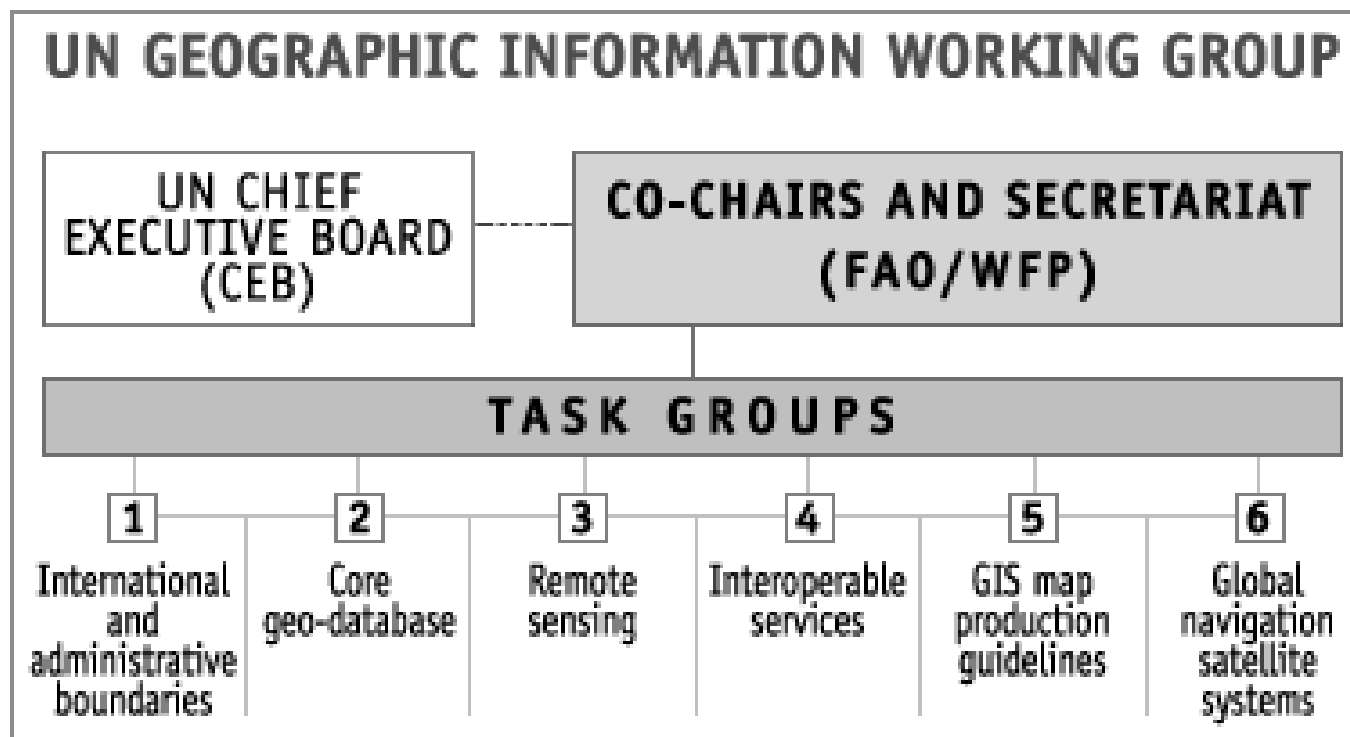 UN GEOGRAPHIC INFORMATION WORKING GROUP
UN CHIEF
EXECUTIVE BOARD
(CEB)
CO-CHAIRS AND SECRETARIAT
(FAO/WFP)
TASK GROUPS
1
International
and
administrative
boundaries
2
Core
geo-database
3
Remote
sensing
4
Interoperable
services
5
GIS map
production
guidelines
6
Global
navigation
satellite
systems